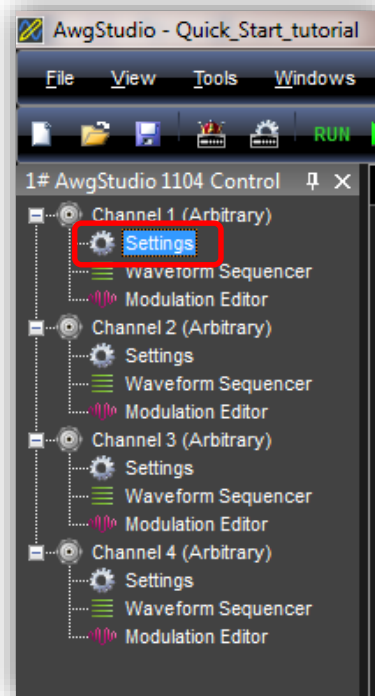 AwgStudio - Quick_Start_tutorial
File View Tools Windows
RUN
1# AwgStudio 1104 Control
Channel 1 (Arbitrary)
Settings
Waveform Sequencer
Modulation Editor
Channel 2 (Arbitrary)
Settings
Waveform Sequencer
Modulation Editor
Channel 3 (Arbitrary)
Settings
Waveform Sequencer
Modulation Editor
Channel 4 (Arbitrary)
Settings
Waveform Sequencer
Modulation Editor